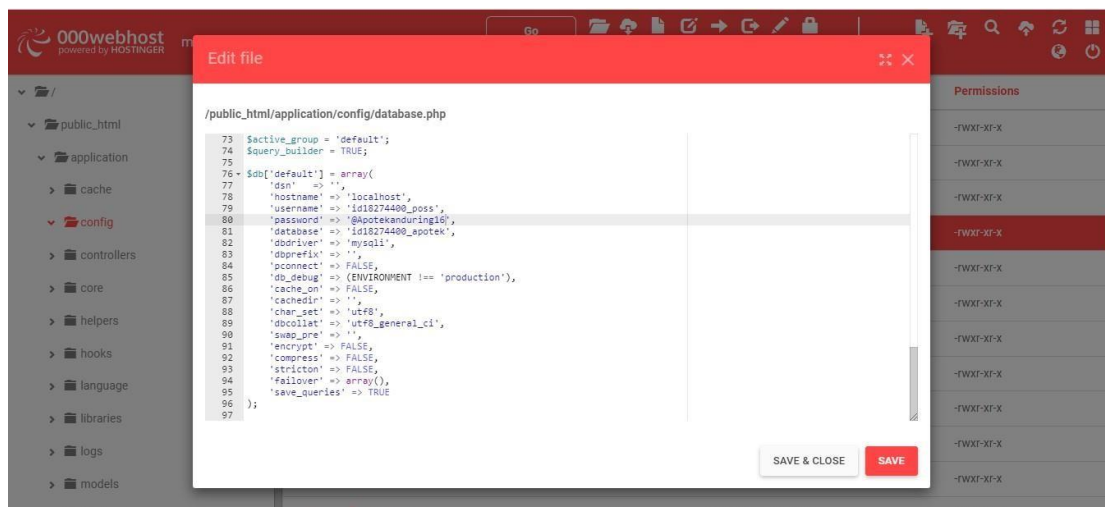 000webhost
powered by HOSTINGER
m
Go
Edit file
/public_html/application/config/database.php
73 $active_group = 'default';
74 $query_builder = TRUE;
75
76 $db['default'] = array(
77 'dsn' => '',
78 'hostname' => 'localhost',
79 'username' => 'id18274400_poss',
80 'password' => '@Apotekanduring16',
81 'database' => 'id18274400_apotek',
82 'dbdriver' => 'mysqli',
83 'dbprefix' => '',
84 'pconnect' => FALSE,
85 'db_debug' => (ENVIRONMENT !== 'production'),
86 'cache_on' => FALSE,
87 'cachedir' => '',
88 'char_set' => 'utf8',
89 'dbcollat' => 'utf8_general_ci',
90 'swap_pre' => '',
91 'encrypt' => FALSE,
92 'compress' => FALSE,
93 'stricton' => FALSE,
94 'failover' => array(),
95 'save_queries' => TRUE
96 );
97
SAVE & CLOSE
SAVE
/
public_html
application
cache
config
controllers
core
helpers
hooks
language
libraries
logs
models
Permissions
-rwxr-xr-x
-rwxr-xr-x
-rwxr-xr-x
-rwxr-xr-x
-rwxr-xr-x
-rwxr-xr-x
-rwxr-xr-x
-rwxr-xr-x
-rwxr-xr-x
-rwxr-xr-x
-rwxr-xr-x